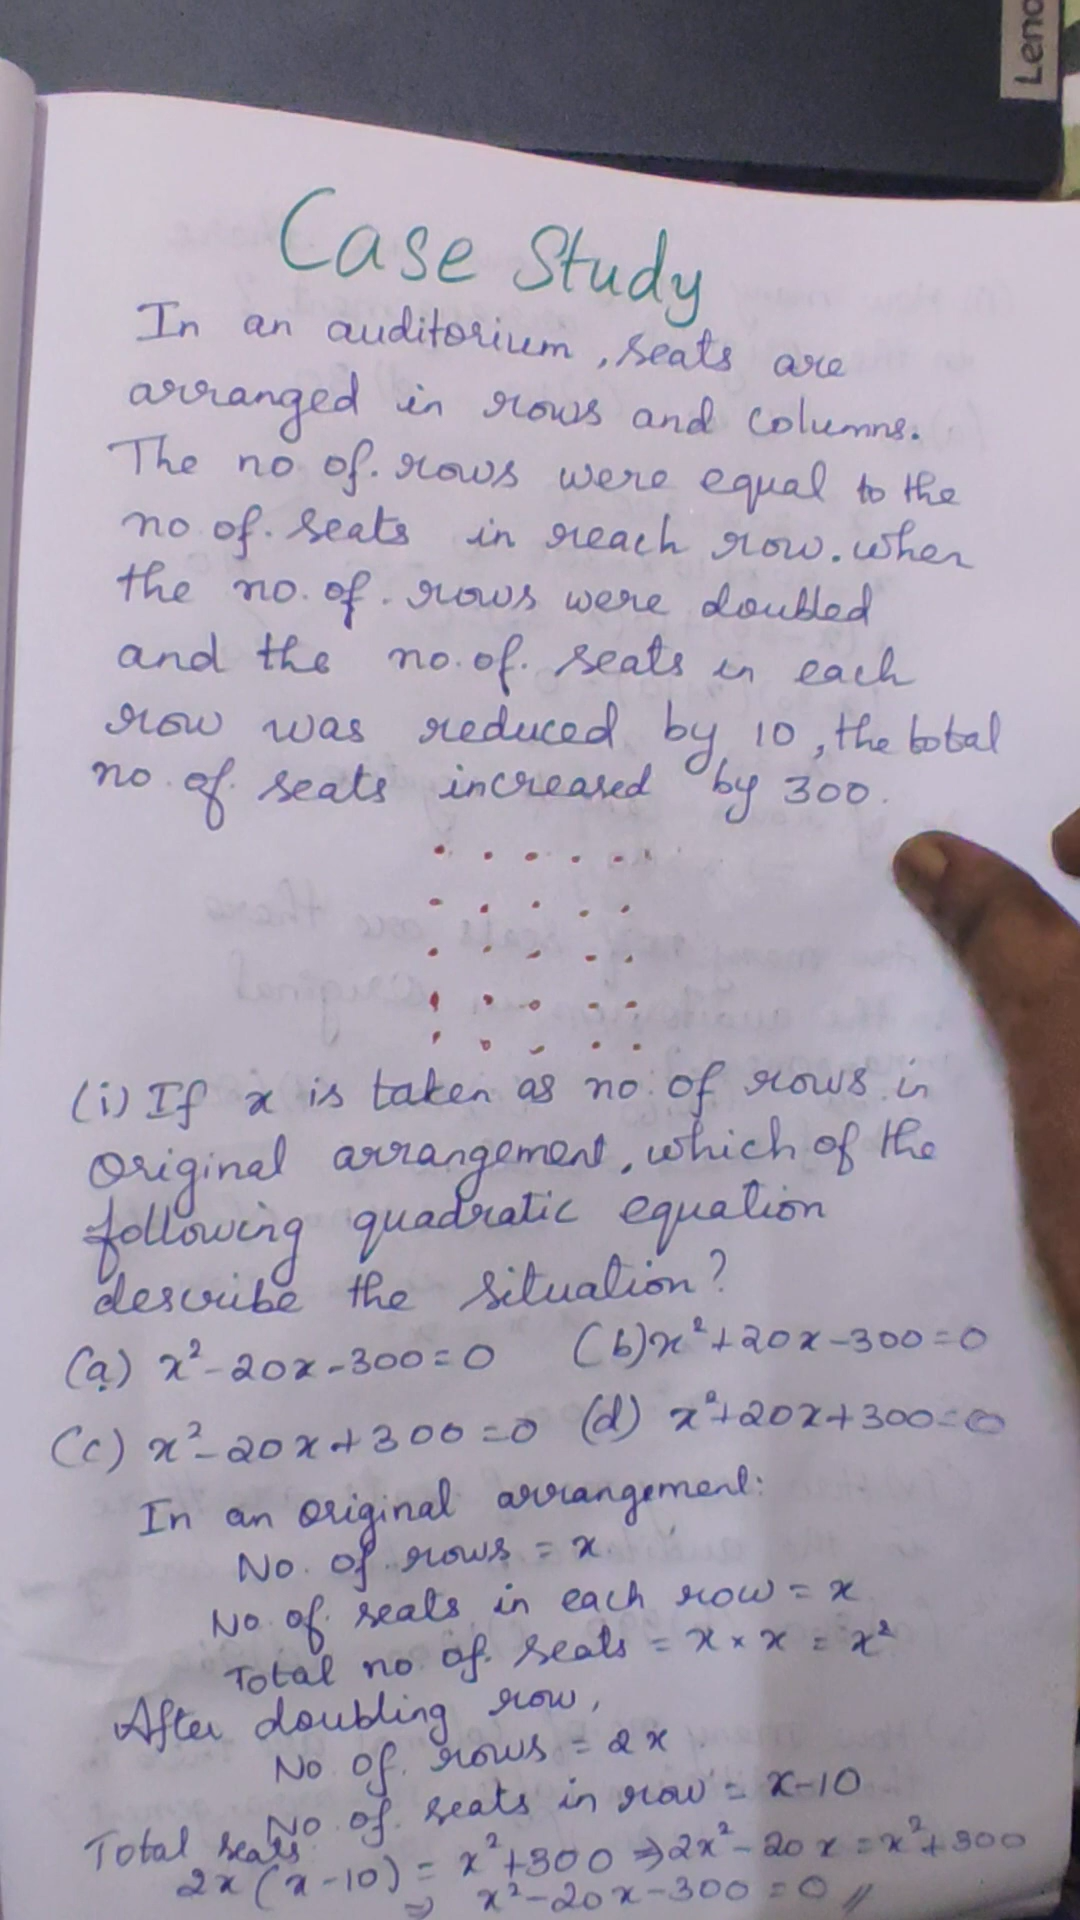 Leno
Case Study
In an auditorium, seats are
arranged in rows and columns.
The no of. rows were equal to the
no of. seats in reach row. when
the no. of. rows were doubled
and the no. of. seats in each
row was reduced by 10, the total
no. of. seats increased by 300.
(i) If x is taken as no. of rows in
Original arrangement, which of the
following quadratic equation
describe the situation?
(a) x²-20x-300=0 (b) x²+20x-300=0
(c) x²-20x+300=0 (d) x²+20x+300=0
In an original arrangement:
No. of. rows = x
No. of. seats in each row = x
Total no. of. seats = x × x = x²
After doubling row,
No of. rows = 2x
No. of. seats in row = x-10
Total seats
2x(x-10) = x²+300 ⇒ 2x²-20x = x²+300
⇒ x²-20x-300=0 //